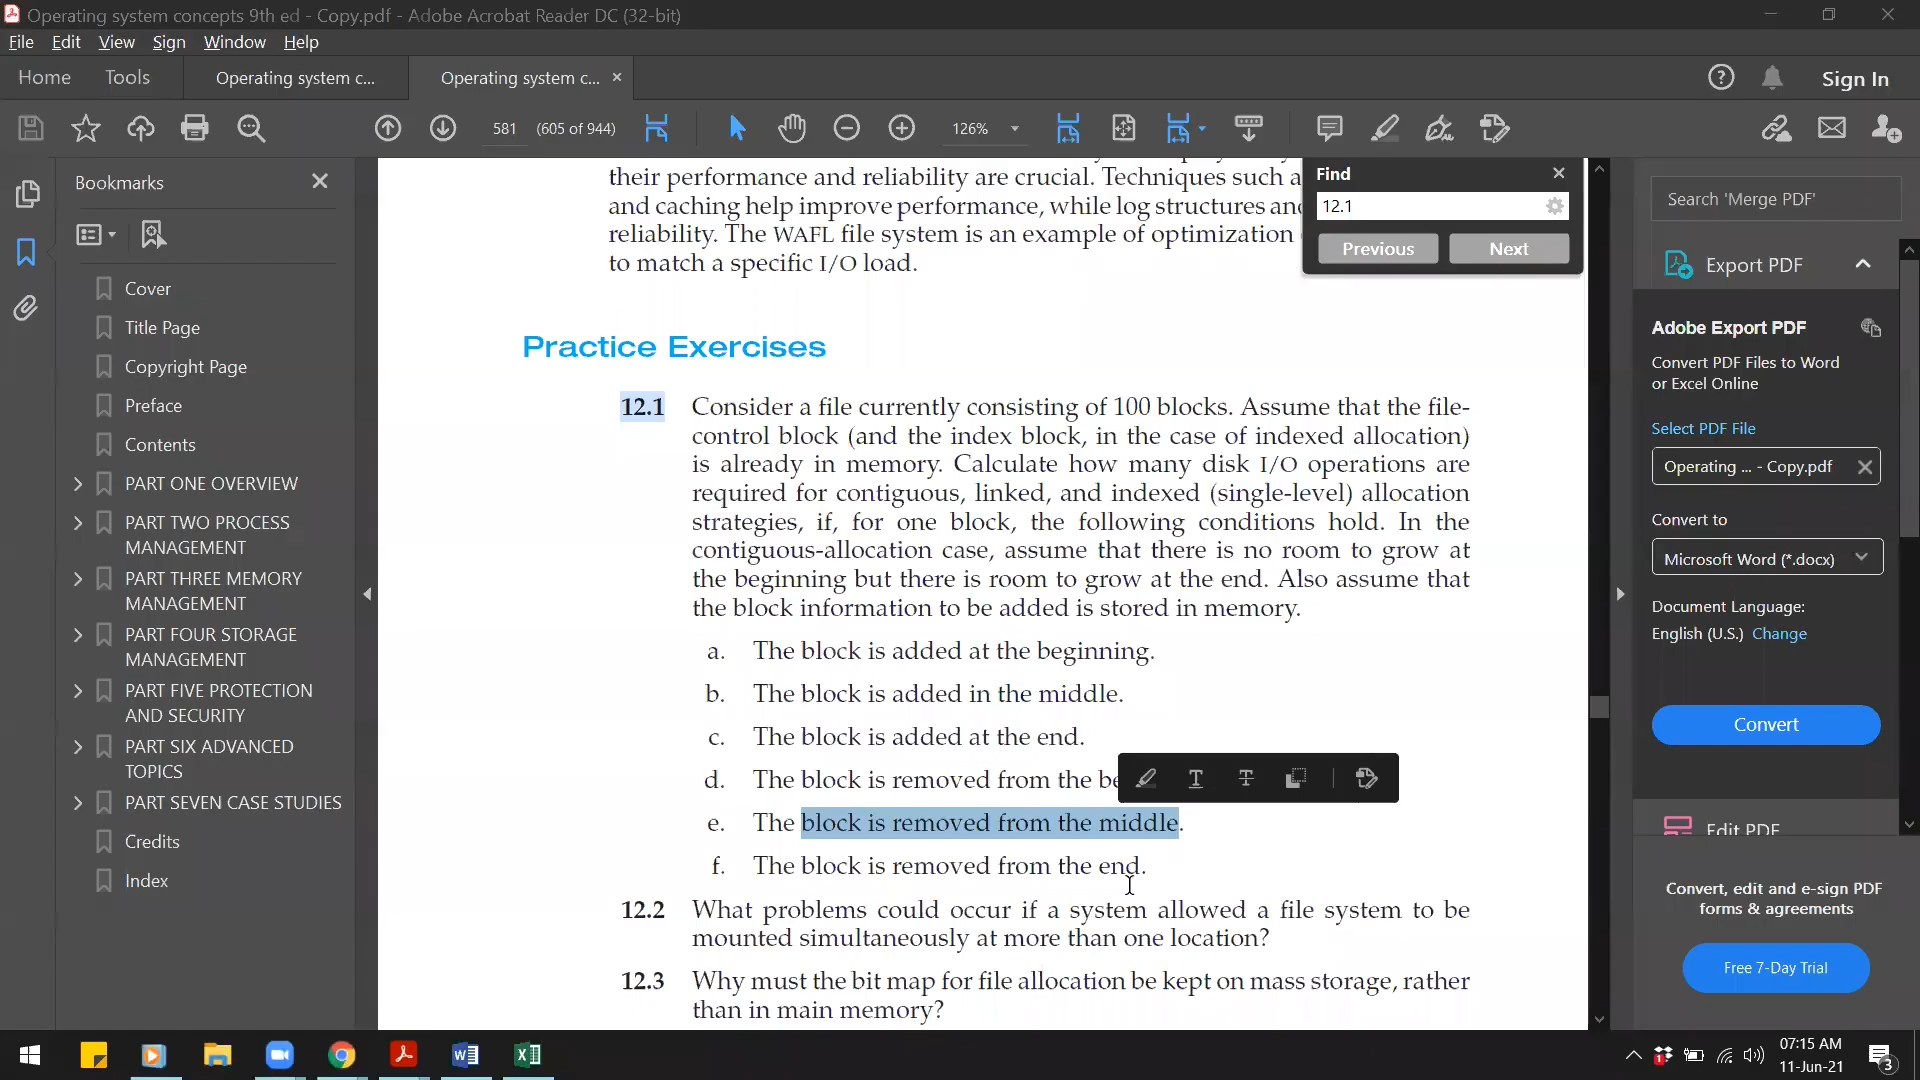 Operating system concepts 9th ed - Copy.pdf - Adobe Acrobat Reader DC (32-bit)
File Edit View Sign Window Help
Home Tools Operating system c... Operating system c... × Sign In
581 (605 of 944) 126%
Bookmarks
Cover
Title Page
Copyright Page
Preface
Contents
PART ONE OVERVIEW
PART TWO PROCESS
MANAGEMENT
PART THREE MEMORY
MANAGEMENT
PART FOUR STORAGE
MANAGEMENT
PART FIVE PROTECTION
AND SECURITY
PART SIX ADVANCED
TOPICS
PART SEVEN CASE STUDIES
Credits
Index
their performance and reliability are crucial. Techniques such a
and caching help improve performance, while log structures and
reliability. The WAFL file system is an example of optimization
to match a specific I/O load.
Practice Exercises
12.1 Consider a file currently consisting of 100 blocks. Assume that the file-
control block (and the index block, in the case of indexed allocation)
is already in memory. Calculate how many disk I/O operations are
required for contiguous, linked, and indexed (single-level) allocation
strategies, if, for one block, the following conditions hold. In the
contiguous-allocation case, assume that there is no room to grow at
the beginning but there is room to grow at the end. Also assume that
the block information to be added is stored in memory.
a. The block is added at the beginning.
b. The block is added in the middle.
c. The block is added at the end.
d. The block is removed from the be
e. The block is removed from the middle.
f. The block is removed from the end.
12.2 What problems could occur if a system allowed a file system to be
mounted simultaneously at more than one location?
12.3 Why must the bit map for file allocation be kept on mass storage, rather
than in main memory?
Find
12.1
Previous Next
Search 'Merge PDF'
Export PDF
Adobe Export PDF
Convert PDF Files to Word
or Excel Online
Select PDF File
Operating ... - Copy.pdf
Convert to
Microsoft Word (*.docx)
Document Language:
English (U.S.) Change
Convert
Edit PDF
Convert, edit and e-sign PDF
forms & agreements
Free 7-Day Trial
07:15 AM
11-Jun-21
3
1